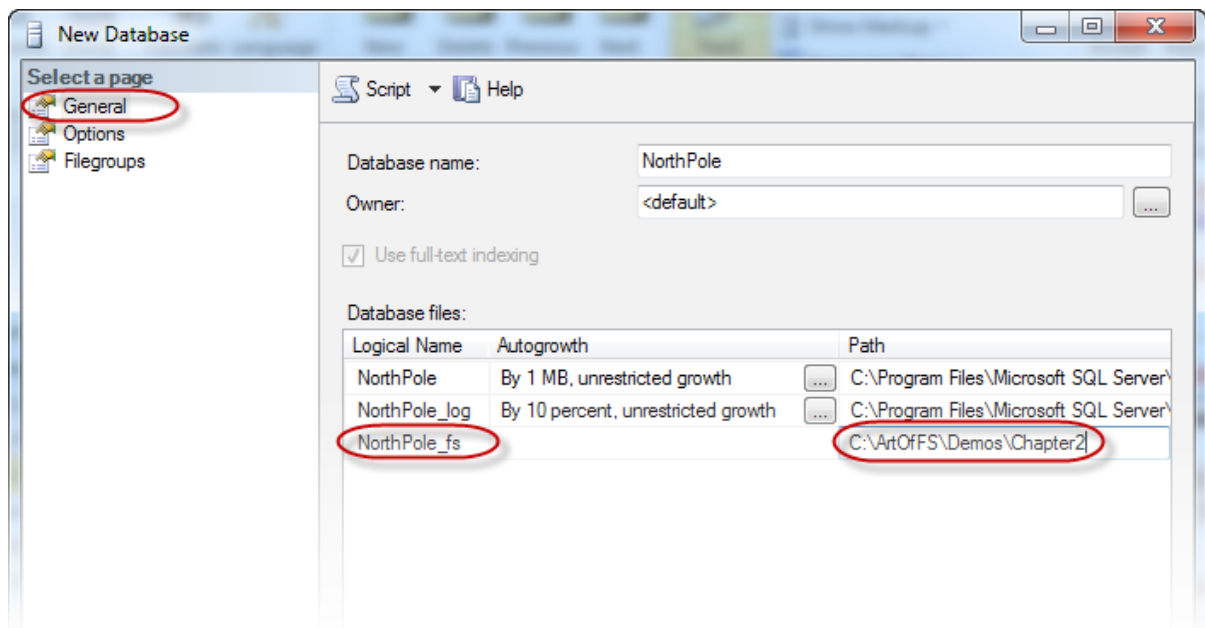 New Database
Select a page
General
Options
Filegroups
Script Help
Database name: NorthPole
Owner: <default> ...
Use full-text indexing
Database files:
Logical Name Autogrowth Path
NorthPole By 1 MB, unrestricted growth ... C:\Program Files\Microsoft SQL Server\
NorthPole_log By 10 percent, unrestricted growth ... C:\Program Files\Microsoft SQL Server\
NorthPole_fs C:\ArtOfFS\Demos\Chapter2